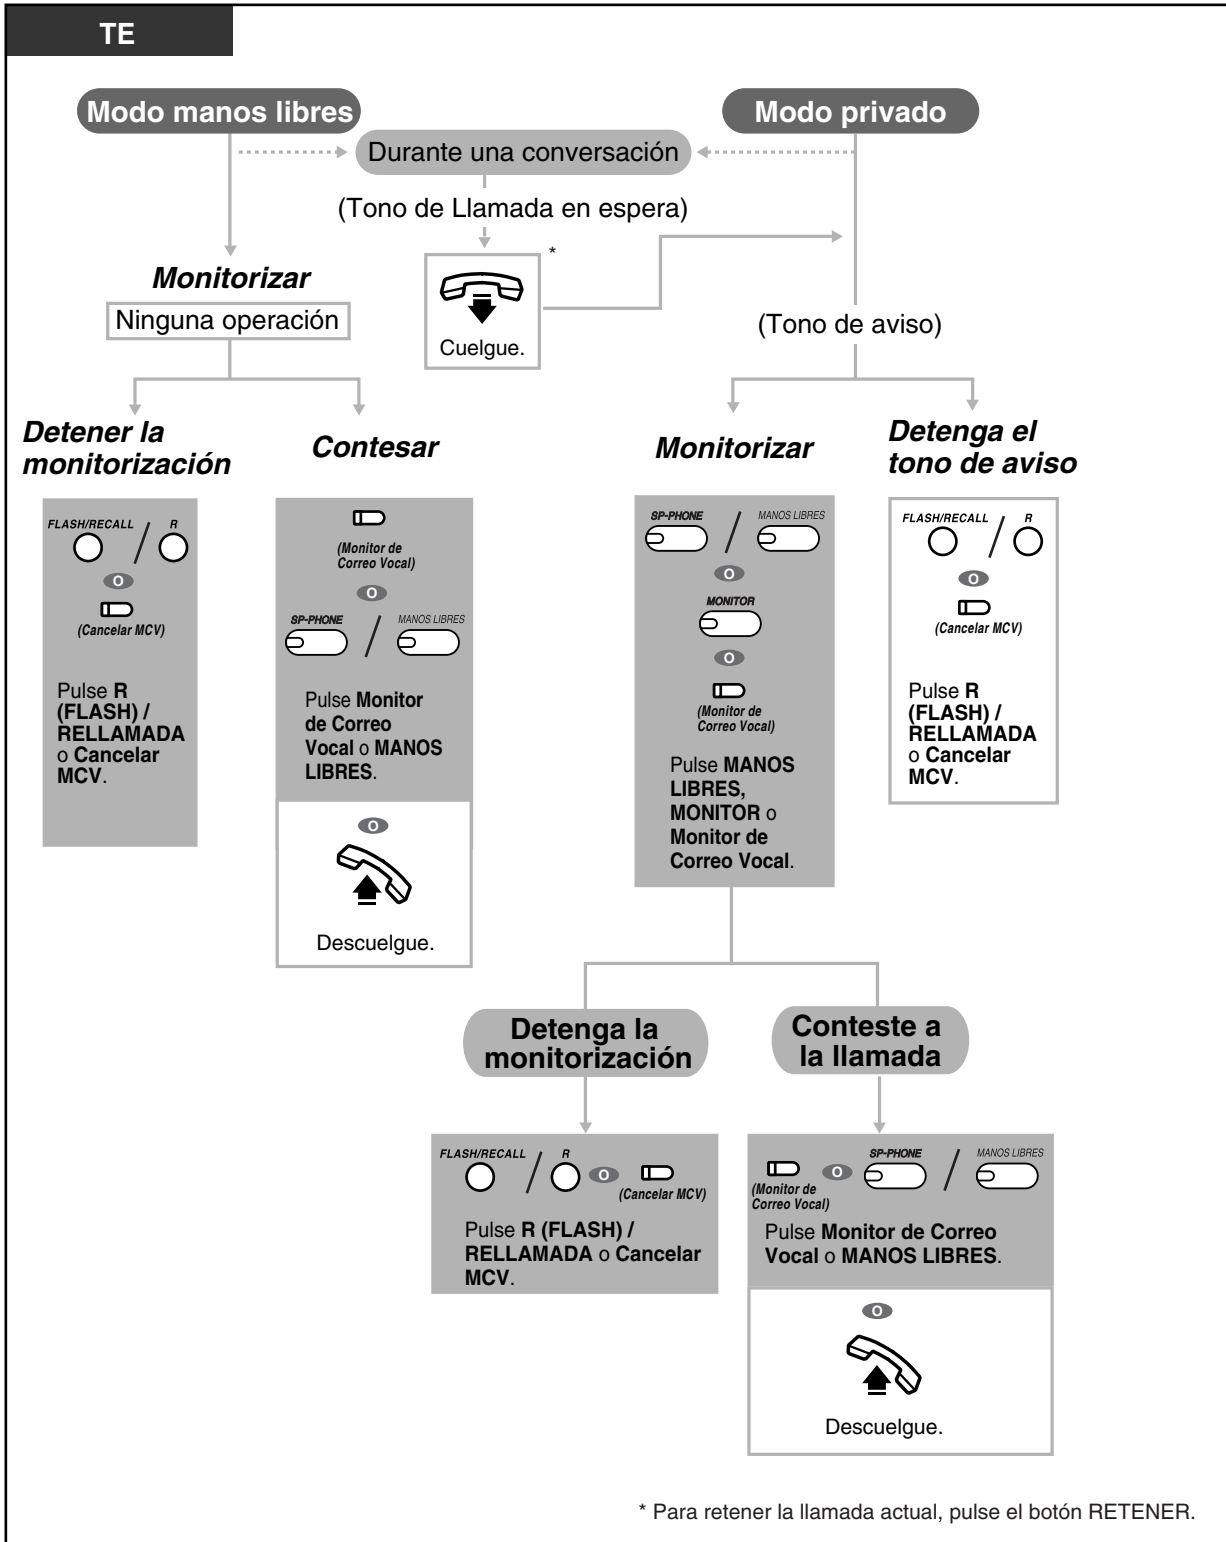 TE
Modo manos libres
Modo privado
Durante una conversación
(Tono de Llamada en espera)
*
Cuelgue.
Monitorizar
Ninguna operación
(Tono de aviso)
Detener la
monitorización
Contesar
Monitorizar
Detenga el
tono de aviso
FLASH/RECALL / R
O
(Cancelar MCV)
Pulse R
(FLASH) /
RELLAMADA
o Cancelar
MCV.
(Monitor de
Correo Vocal)
O
SP-PHONE / MANOS LIBRES
Pulse Monitor
de Correo
Vocal o MANOS
LIBRES.
O
Descuelgue.
SP-PHONE / MANOS LIBRES
O
MONITOR
O
(Monitor de
Correo Vocal)
Pulse MANOS
LIBRES,
MONITOR o
Monitor de
Correo Vocal.
FLASH/RECALL / R
O
(Cancelar MCV)
Pulse R
(FLASH) /
RELLAMADA
o Cancelar
MCV.
Detenga la
monitorización
Conteste a
la llamada
FLASH/RECALL / R O
(Cancelar MCV)
Pulse R (FLASH) /
RELLAMADA o Cancelar
MCV.
(Monitor de
Correo Vocal)
O SP-PHONE / MANOS LIBRES
Pulse Monitor de Correo
Vocal o MANOS LIBRES.
O
Descuelgue.
* Para retener la llamada actual, pulse el botón RETENER.